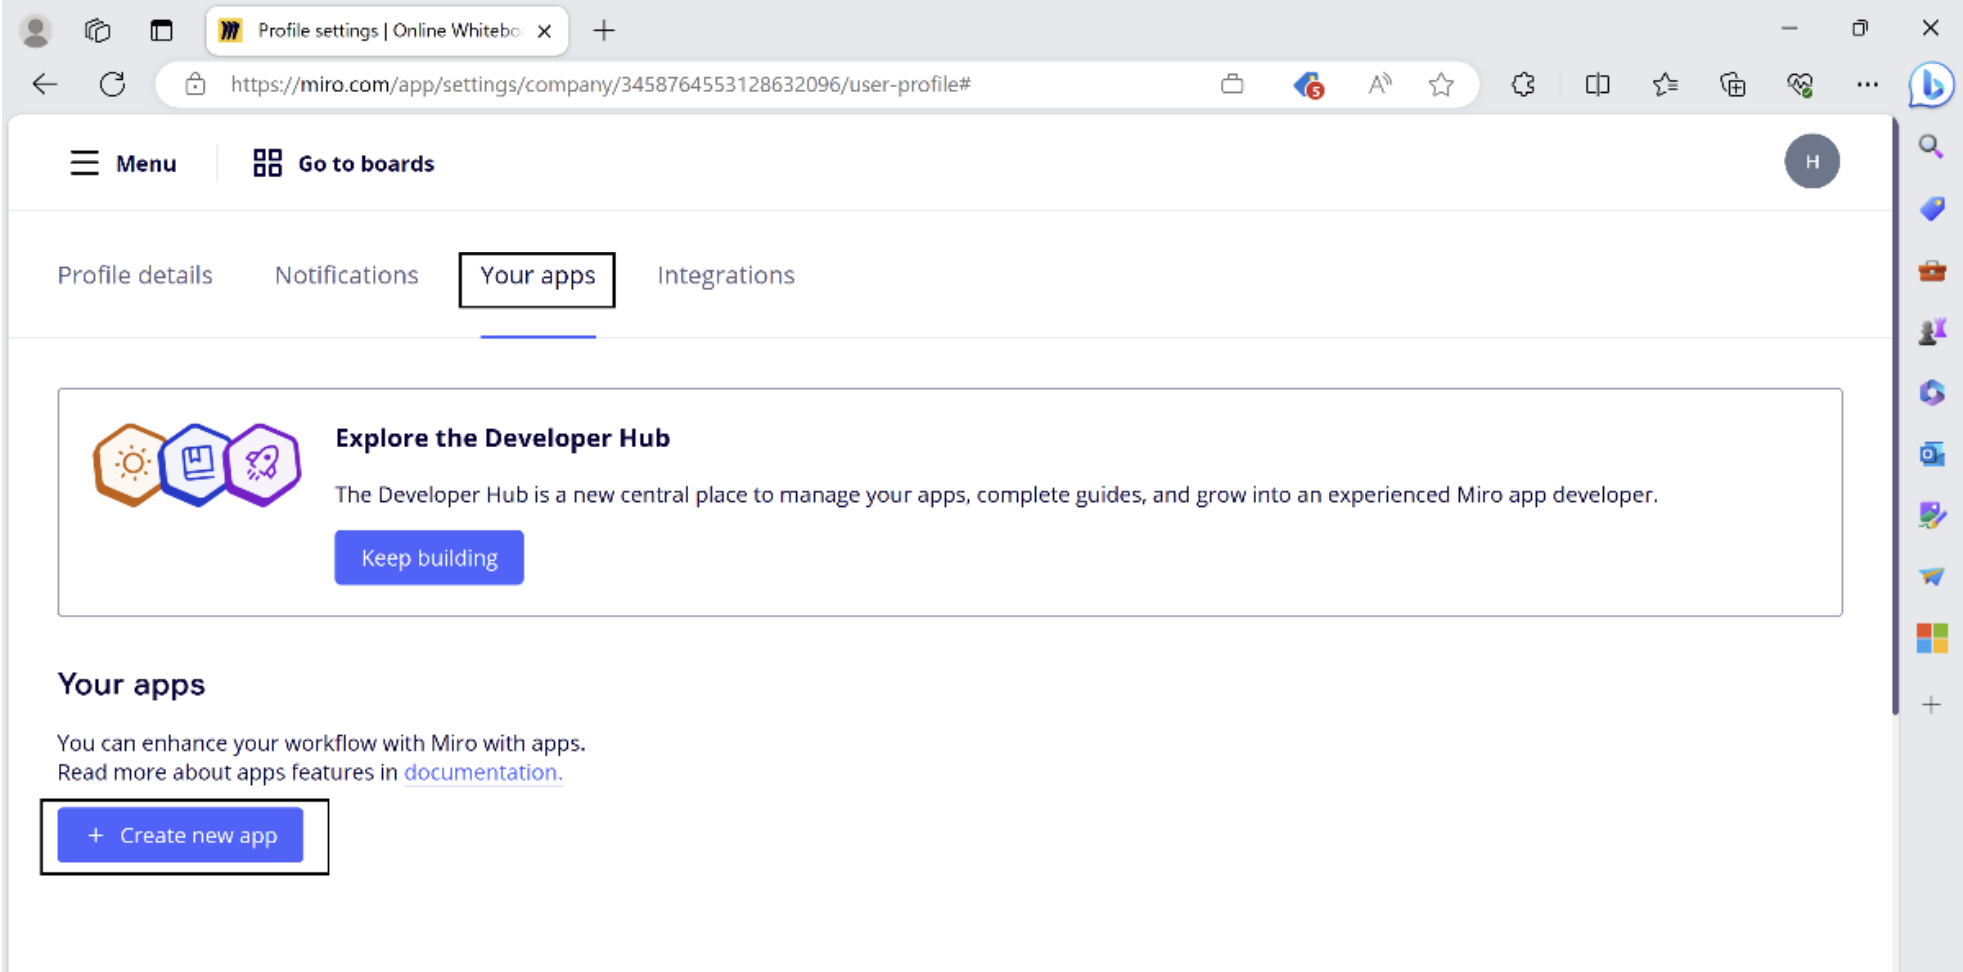 Profile settings | Online Whitebo
https://miro.com/app/settings/company/3458764553128632096/user-profile#
5
Menu
Go to boards
H
Profile details
Notifications
Your apps
Integrations
Explore the Developer Hub
The Developer Hub is a new central place to manage your apps, complete guides, and grow into an experienced Miro app developer.
Keep building
Your apps
You can enhance your workflow with Miro with apps.
Read more about apps features in documentation.
+ Create new app